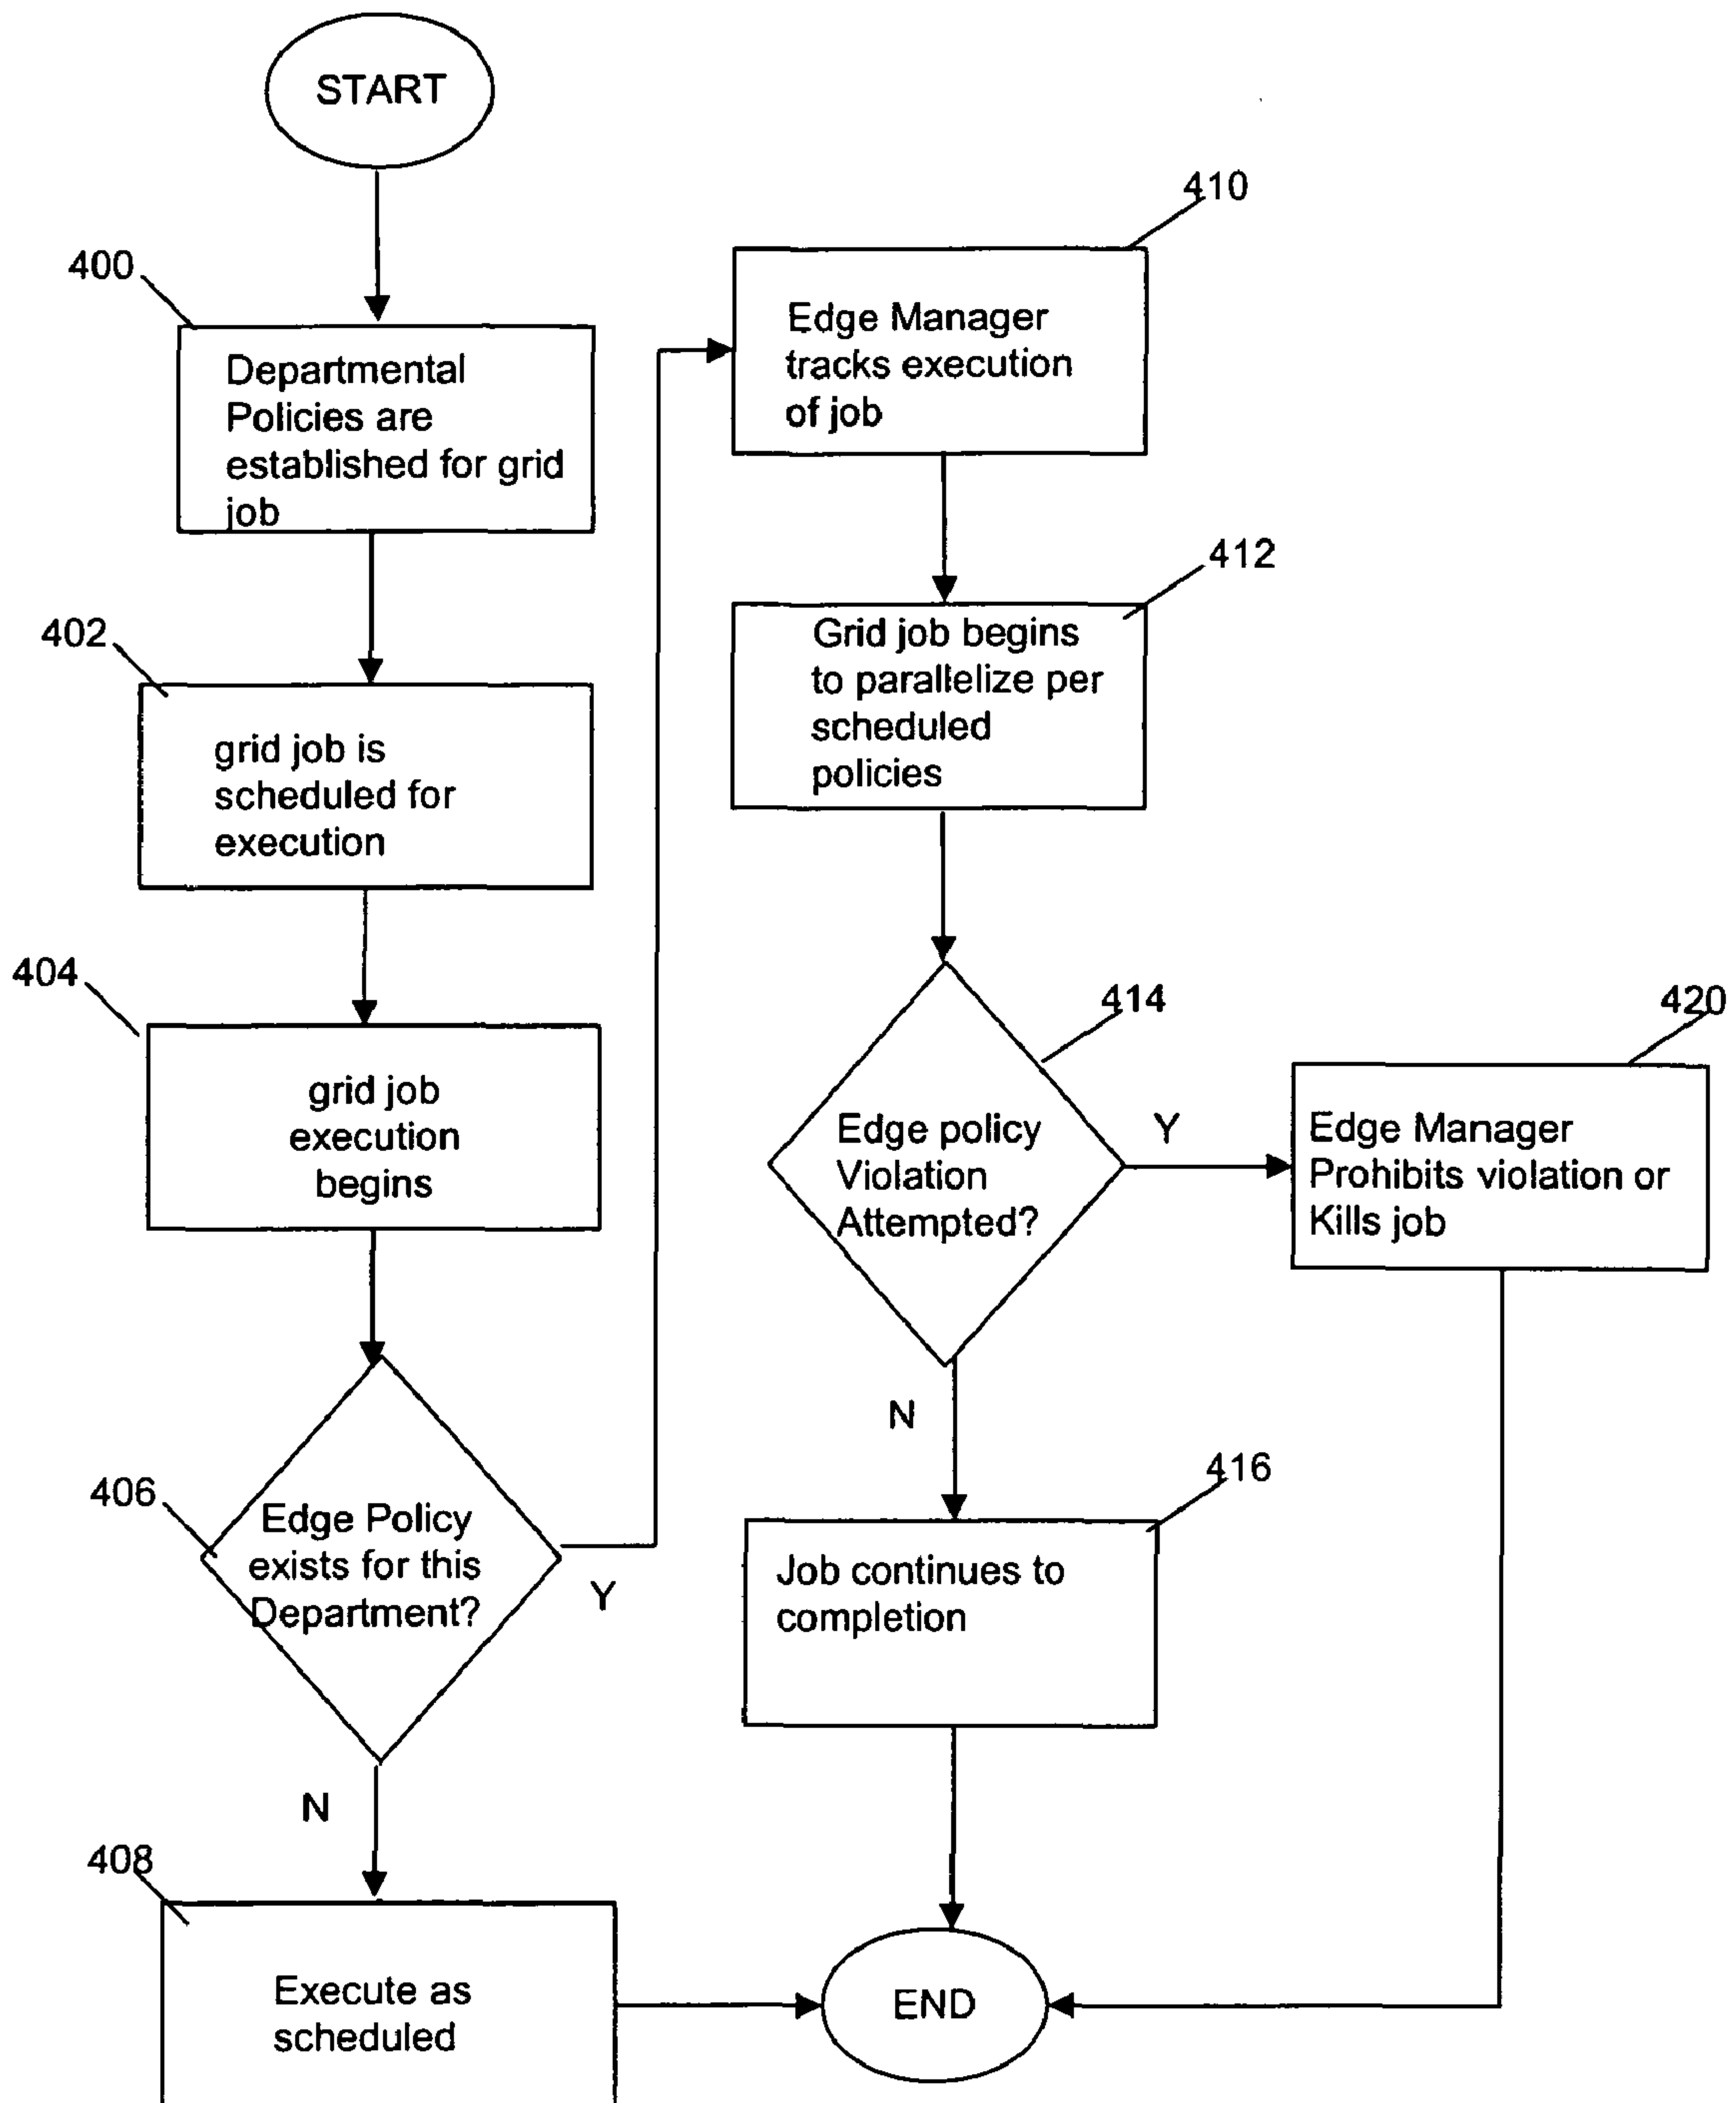 START
400
Departmental
Policies are
established for grid
job
402
grid job is
scheduled for
execution
404
grid job
execution
begins
406
Edge Policy
exists for this
Department?
Y
N
408
Execute as
scheduled
410
Edge Manager
tracks execution
of job
412
Grid job begins
to parallelize per
scheduled
policies
414
Edge policy
Violation
Attempted?
Y
N
420
Edge Manager
Prohibits violation or
Kills job
416
Job continues to
completion
END